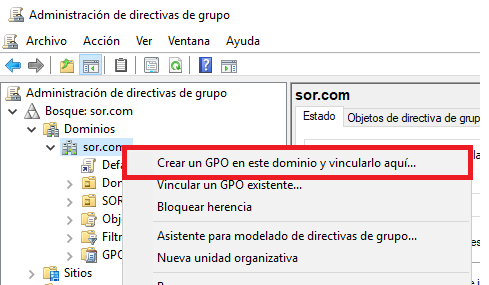 Administración de directivas de grupo
Archivo Acción Ver Ventana Ayuda
Administración de directivas de grupo
Bosque: sor.com
Dominios
sor.com
Defa
Dom
SOR
Obje
Filtr
GPO
Sitios
sor.com
Estado Objetos de directiva de grup
Crear un GPO en este dominio y vincularlo aquí...
Vincular un GPO existente...
Bloquear herencia
Asistente para modelado de directivas de grupo...
Nueva unidad organizativa